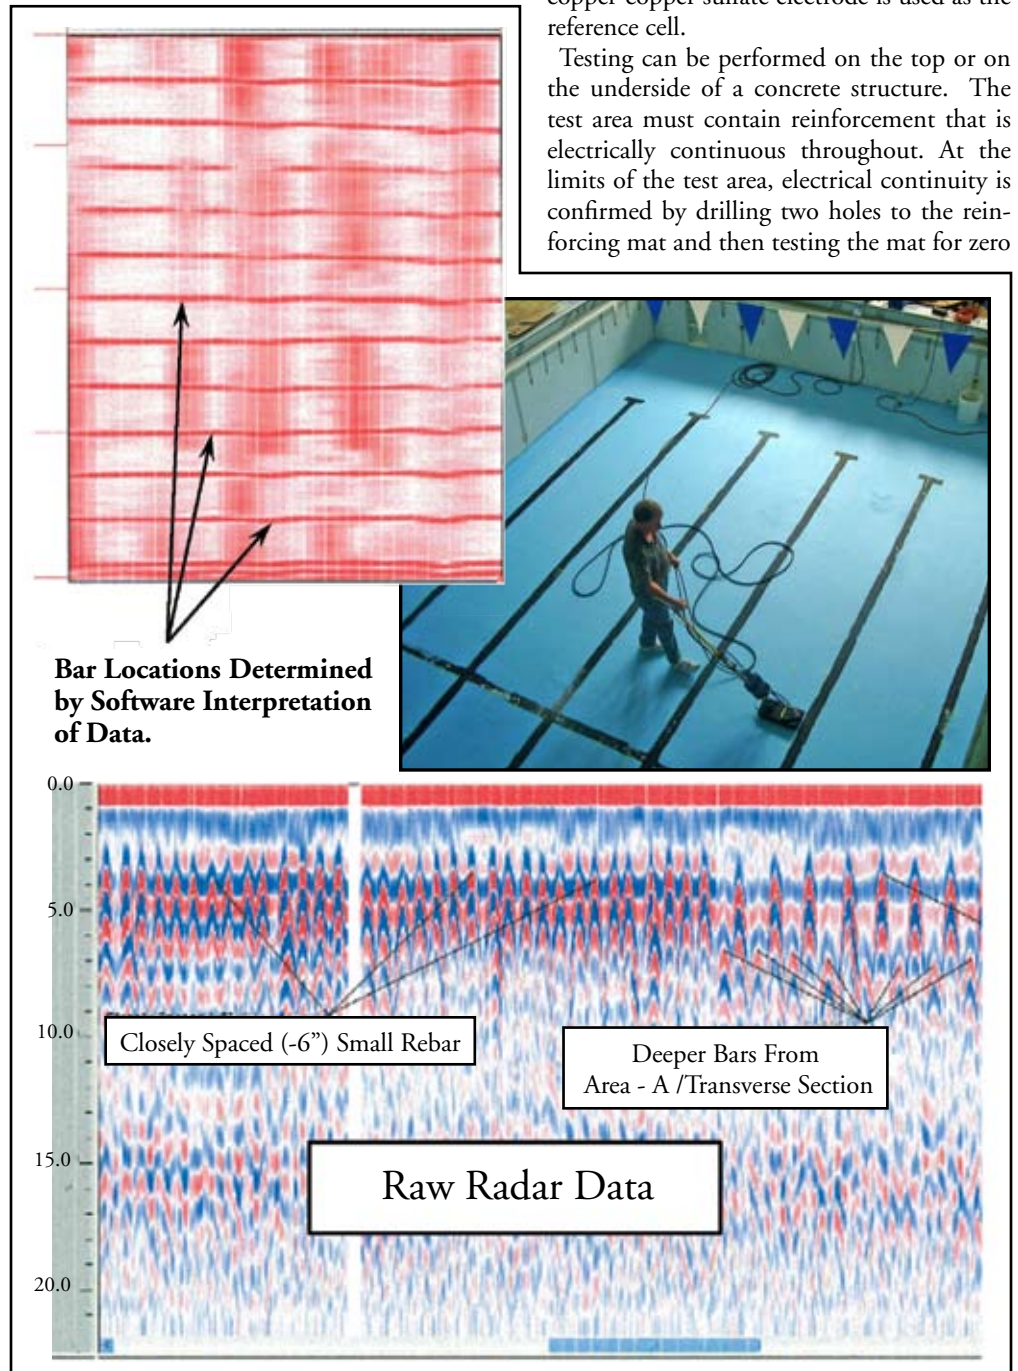 copper-copper sulfate electrode is used as the
reference cell.
Testing can be performed on the top or on
the underside of a concrete structure. The
test area must contain reinforcement that is
electrically continuous throughout. At the
limits of the test area, electrical continuity is
confirmed by drilling two holes to the rein-
forcing mat and then testing the mat for zero
Bar Locations Determined
by Software Interpretation
of Data.
0.0
5.0
10.0
15.0
20.0
Closely Spaced (-6”) Small Rebar
Deeper Bars From
Area - A /Transverse Section
Raw Radar Data